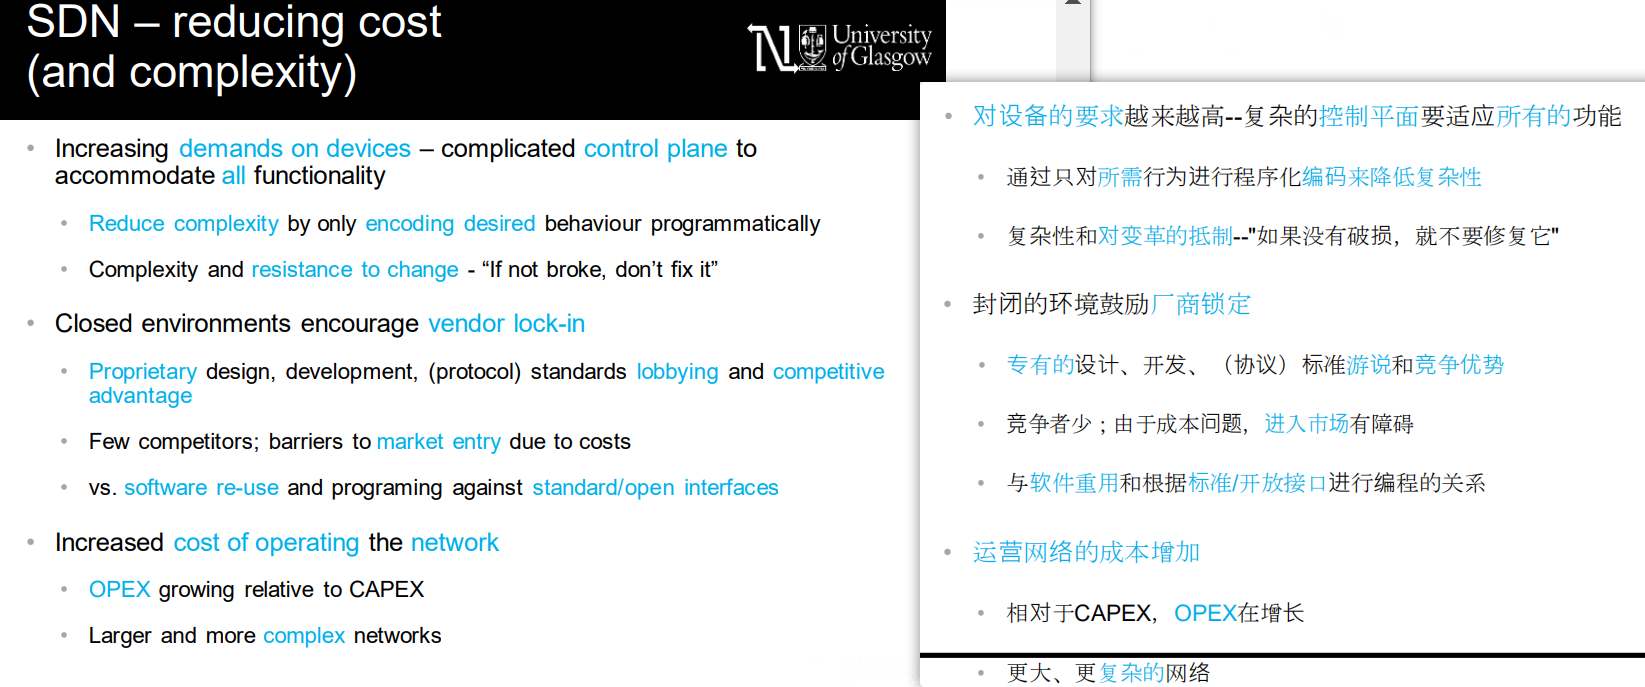 SDN – reducing cost
(and complexity)
University
of Glasgow
• Increasing demands on devices – complicated control plane to
accommodate all functionality
• Reduce complexity by only encoding desired behaviour programmatically
• Complexity and resistance to change - “If not broke, don’t fix it”
• Closed environments encourage vendor lock-in
• Proprietary design, development, (protocol) standards lobbying and competitive
advantage
• Few competitors; barriers to market entry due to costs
• vs. software re-use and programing against standard/open interfaces
• Increased cost of operating the network
• OPEX growing relative to CAPEX
• Larger and more complex networks
• 对设备的要求越来越高--复杂的控制平面要适应所有的功能
• 通过只对所需行为进行程序化编码来降低复杂性
• 复杂性和对变革的抵制--"如果没有破损，就不要修复它"
• 封闭的环境鼓励厂商锁定
• 专有的设计、开发、（协议）标准游说和竞争优势
• 竞争者少；由于成本问题，进入市场有障碍
• 与软件重用和根据标准/开放接口进行编程的关系
• 运营网络的成本增加
• 相对于CAPEX，OPEX在增长
• 更大、更复杂的网络